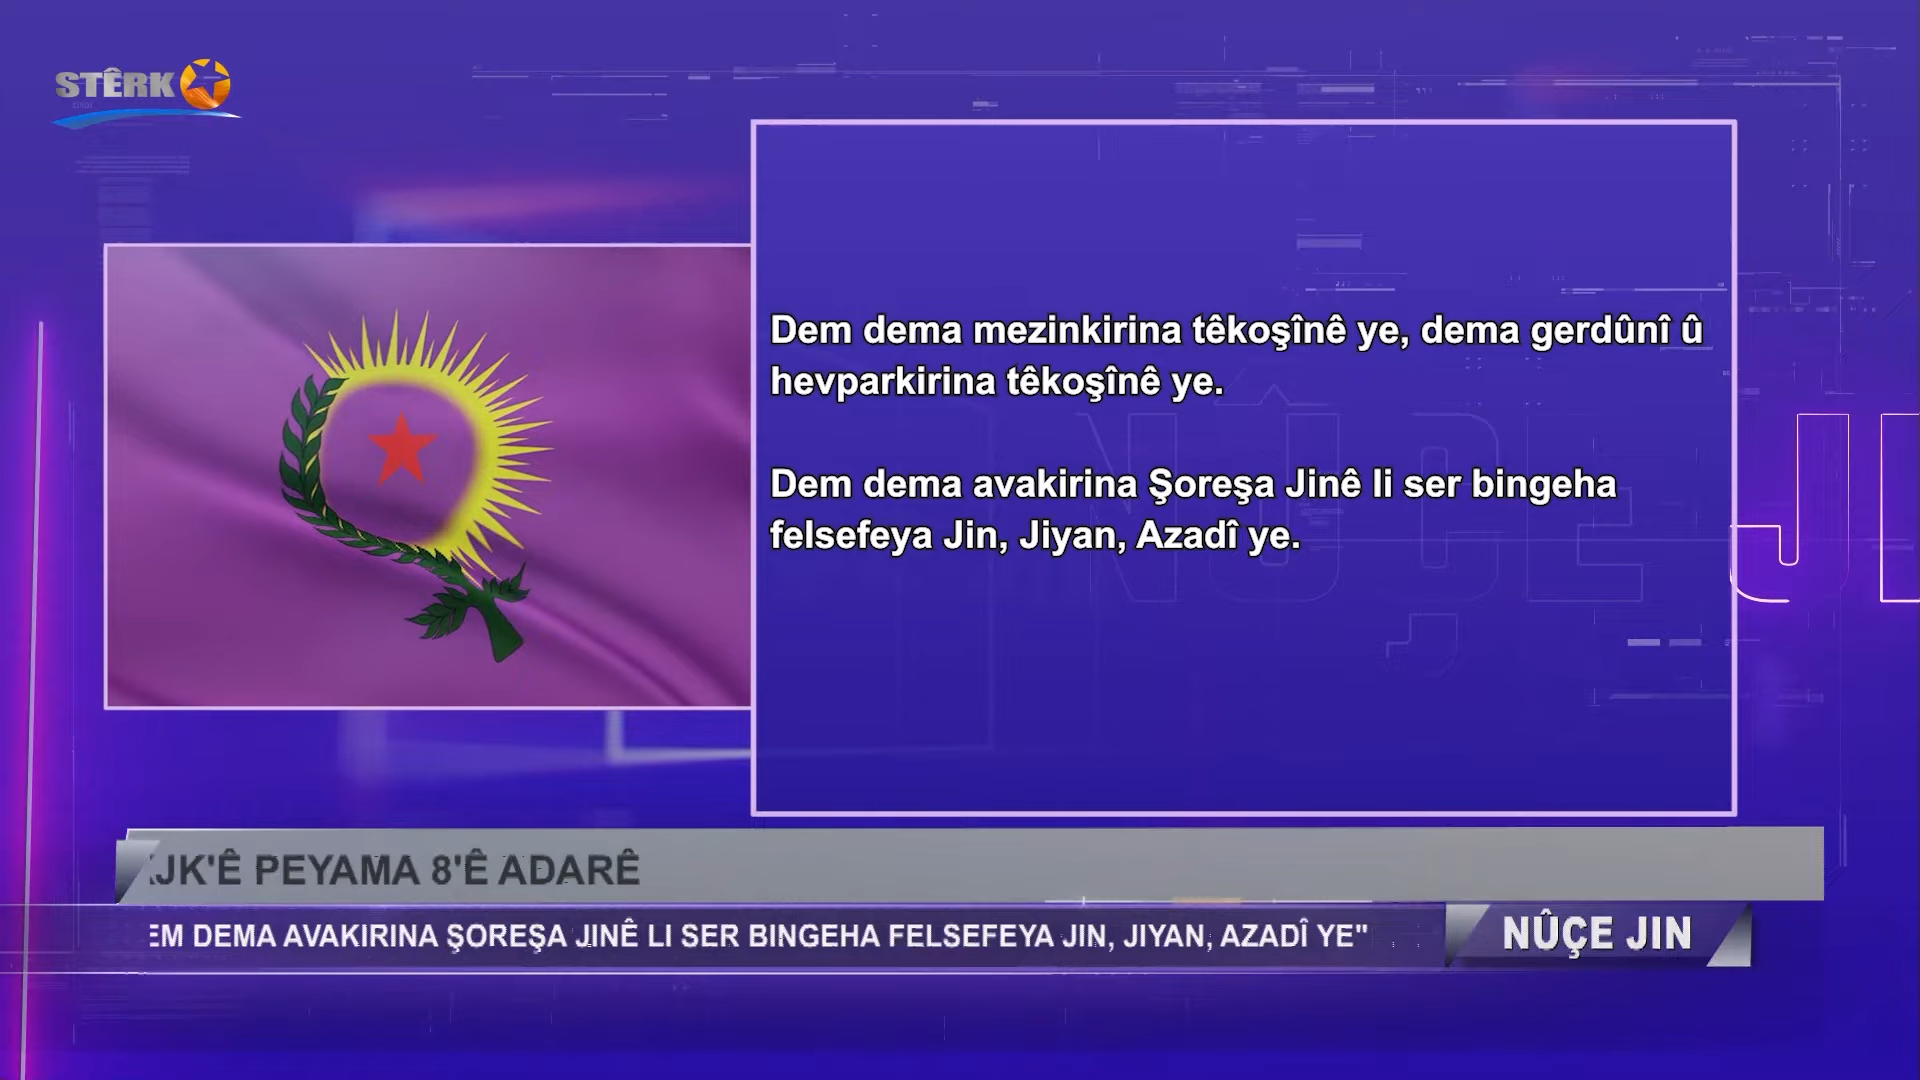 STÊRK
Dem dema mezinkirina têkoşînê ye, dema gerdûnî û
hevparkirina têkoşînê ye.
Dem dema avakirina Şoreşa Jinê li ser bingeha
felsefeya Jin, Jiyan, Azadî ye.
JK'Ê PEYAMA 8'Ê ADARÊ
EM DEMA AVAKIRINA ŞOREŞA JINÊ LI SER BINGEHA FELSEFEYA JIN, JIYAN, AZADÎ YE"
NÛÇE JIN